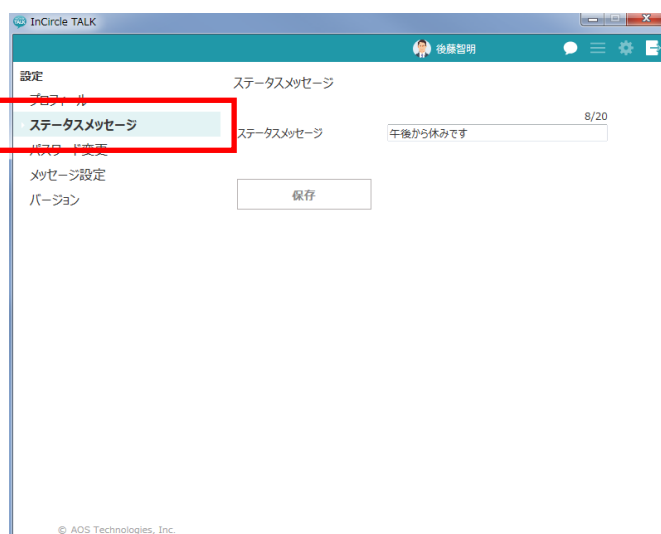 InCircle TALK
後藤智明
設定
プロフィール
ステータスメッセージ
パスワード変更
メッセージ設定
バージョン
ステータスメッセージ
8/20
ステータスメッセージ
午後から休みです
保存
© AOS Technologies, Inc.